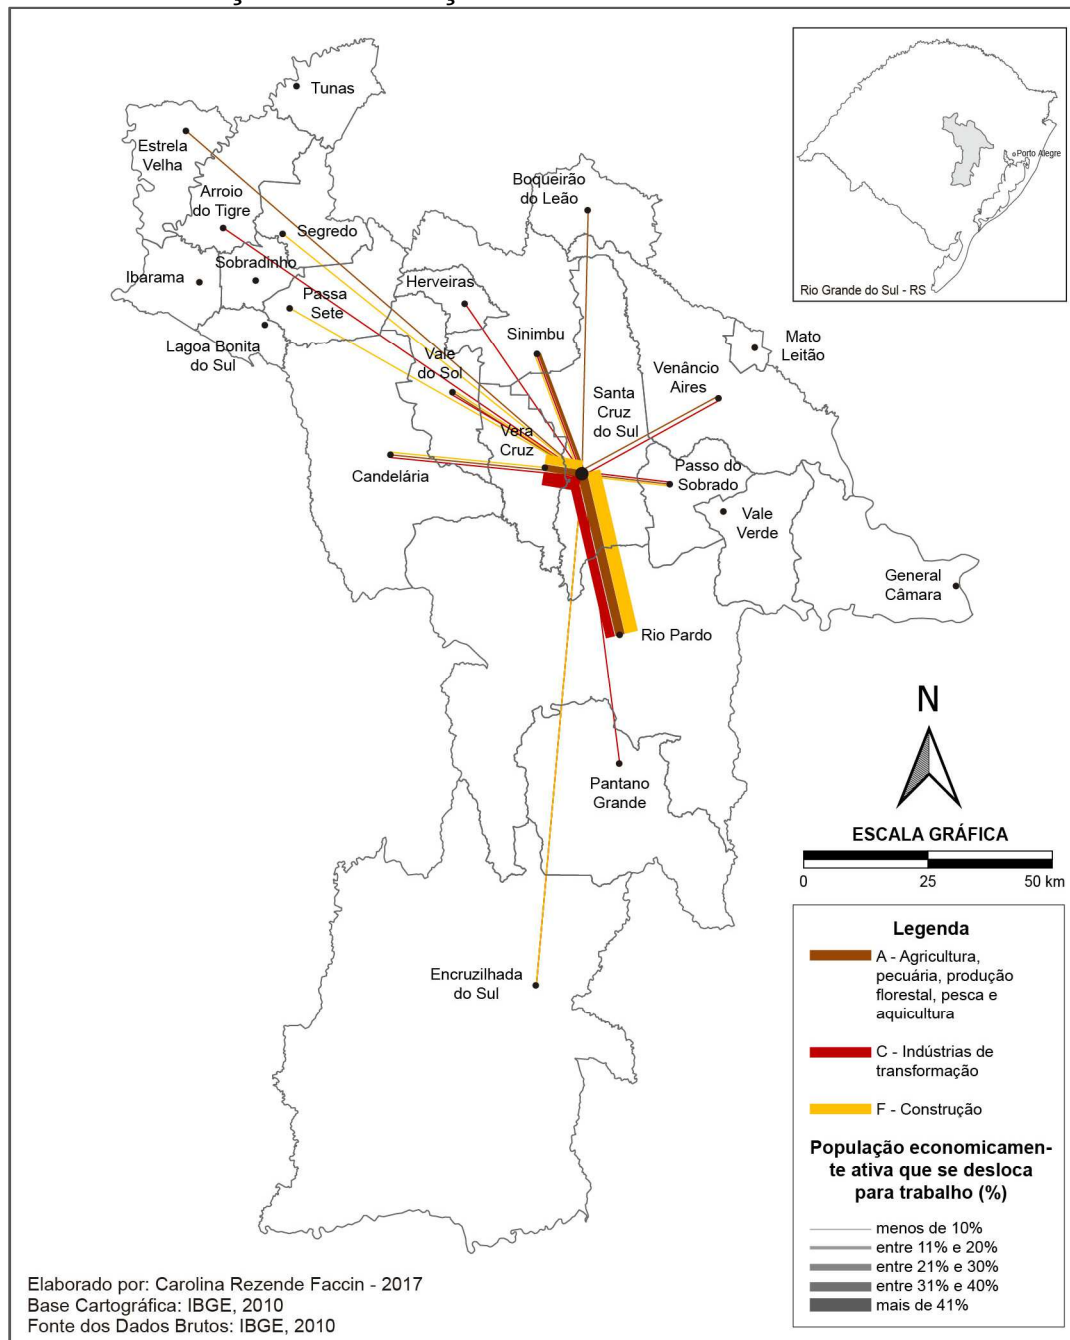 Tunas
Estrela
Velha
Arroio
do Tigre
Segredo
Boqueirão
do Leão
Ibarama
Sobradinho
Passa
Sete
Herveiras
Lagoa Bonita
do Sul
Vale
do Sol
Sinimbu
Mato
Leitão
Venâncio
Aires
Santa
Cruz
do Sul
Vera
Cruz
Candelária
Passo do
Sobrado
Vale
Verde
General
Câmara
Rio Pardo
Pantano
Grande
Encruzilhada
do Sul
Porto Alegre
Rio Grande do Sul - RS
N
ESCALA GRÁFICA
0 25 50 km
Legenda
A - Agricultura,
pecuária, produção
florestal, pesca e
aquicultura
C - Indústrias de
transformação
F - Construção
População economicamen-
te ativa que se desloca
para trabalho (%)
menos de 10%
entre 11% e 20%
entre 21% e 30%
entre 31% e 40%
mais de 41%
Elaborado por: Carolina Rezende Faccin - 2017
Base Cartográfica: IBGE, 2010
Fonte dos Dados Brutos: IBGE, 2010